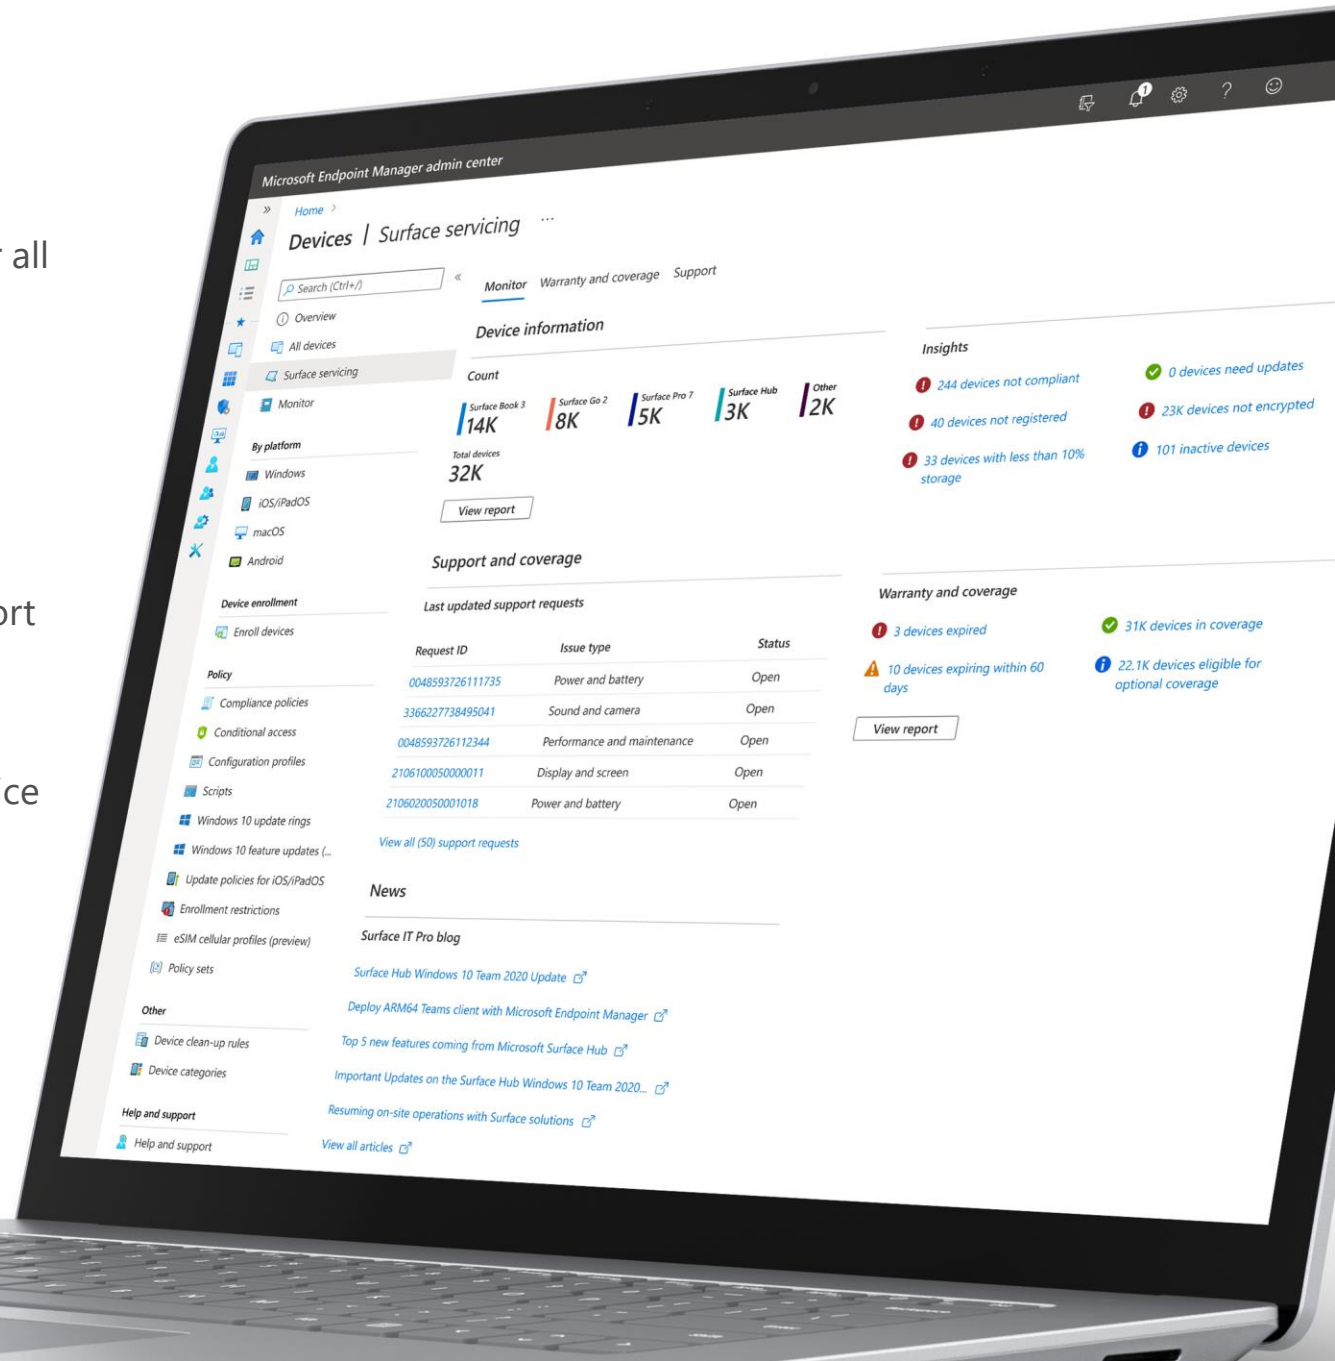 r all
ort
ice
Microsoft Endpoint Manager admin center
1
?
» Home >
Devices | Surface servicing ...
Search (Ctrl+/) «
Overview
All devices
Surface servicing
Monitor
By platform
Windows
iOS/iPadOS
macOS
Android
Device enrollment
Enroll devices
Policy
Compliance policies
Conditional access
Configuration profiles
Scripts
Windows 10 update rings
Windows 10 feature updates (...
Update policies for iOS/iPadOS
Enrollment restrictions
eSIM cellular profiles (preview)
Policy sets
Other
Device clean-up rules
Device categories
Help and support
Help and support
Monitor Warranty and coverage Support
Device information
Count
Surface Book 3 Surface Go 2 Surface Pro 7 Surface Hub Other
14K 8K 5K 3K 2K
Total devices
32K
View report
Insights
244 devices not compliant 0 devices need updates
40 devices not registered 23K devices not encrypted
33 devices with less than 10% 101 inactive devices
storage
Support and coverage
Last updated support requests
Request ID Issue type Status
0048593726111735 Power and battery Open
3366227738495041 Sound and camera Open
0048593726112344 Performance and maintenance Open
2106100050000011 Display and screen Open
2106020050001018 Power and battery Open
View all (50) support requests
Warranty and coverage
3 devices expired 31K devices in coverage
10 devices expiring within 60 22.1K devices eligible for
days optional coverage
View report
News
Surface IT Pro blog
Surface Hub Windows 10 Team 2020 Update
Deploy ARM64 Teams client with Microsoft Endpoint Manager
Top 5 new features coming from Microsoft Surface Hub
Important Updates on the Surface Hub Windows 10 Team 2020...
Resuming on-site operations with Surface solutions
View all articles